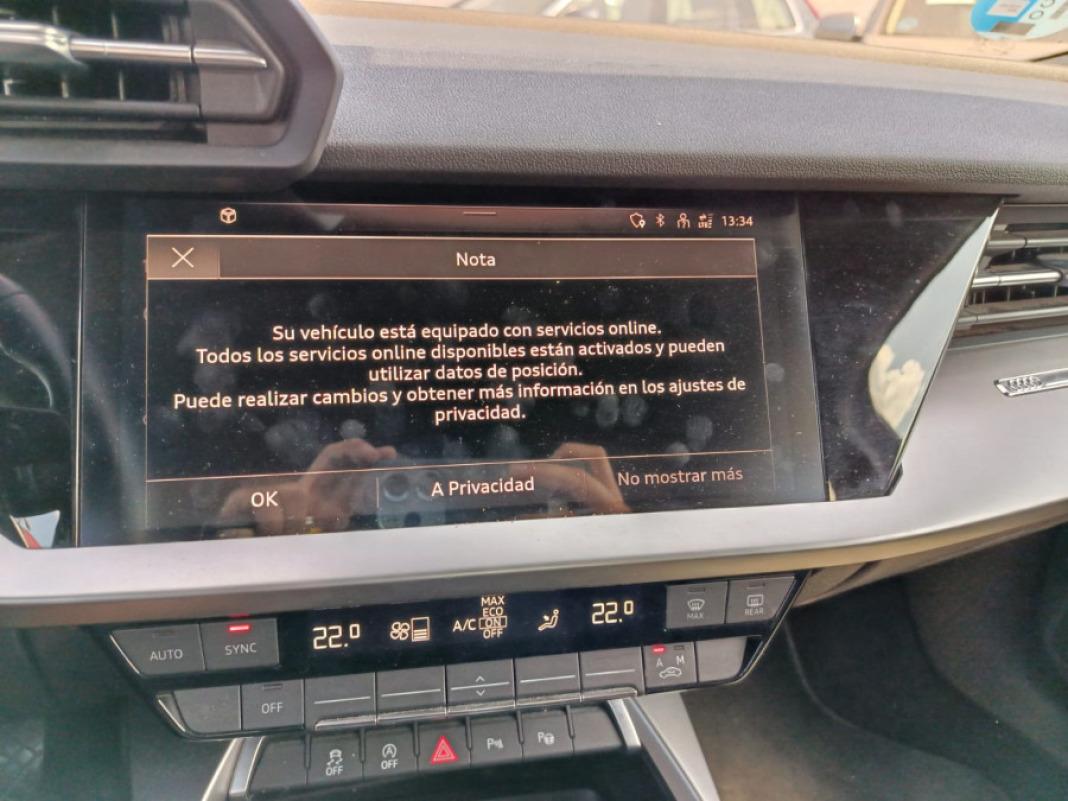 LTE
13:34
Nota
Su vehículo está equipado con servicios online.
Todos los servicios online disponibles están activados y pueden
utilizar datos de posición.
Puede realizar cambios y obtener más información en los ajustes de
privacidad.
OK
A Privacidad
No mostrar más
AUTO
SYNC
22.0
A/C
MAX
ECO
ON
OFF
22.0
MAX
REAR
OFF
A
M
OFF
A
OFF
P
P